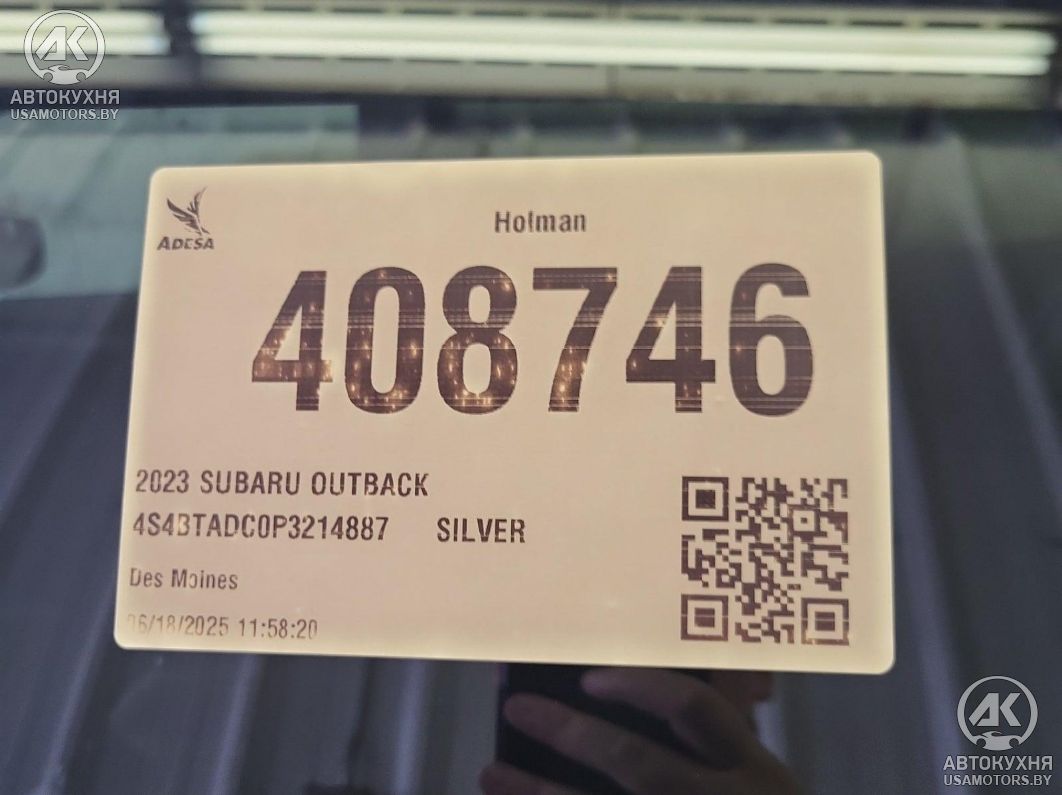 АВТОКУХНЯ
USAMOTORS.BY
ADESA
Holman
408746
2023 SUBARU OUTBACK
4S4BTADC0P3214887 SILVER
Des Moines
06/18/2025 11:58:20
АВТОКУХНЯ
USAMOTORS.BY